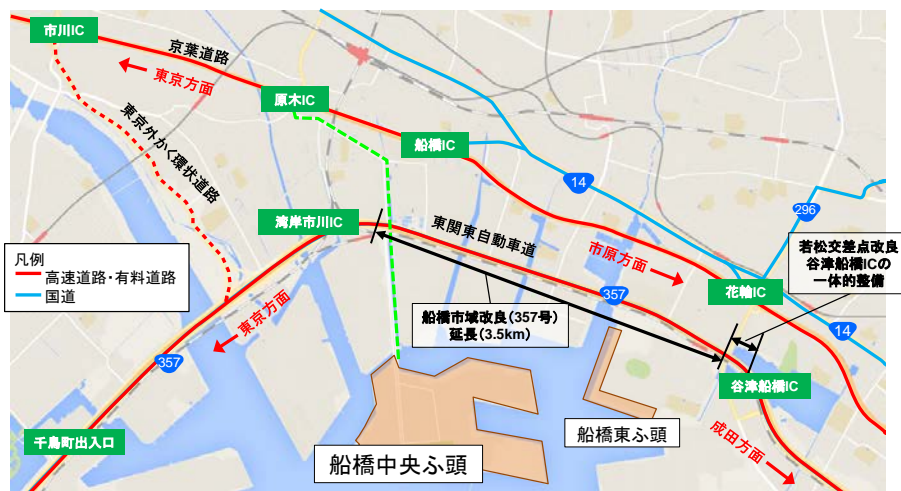 市川IC
京葉道路
東京方面
原木IC
船橋IC
東京外かく環状道路
14
296
湾岸市川IC
東関東自動車道
若松交差点改良
谷津船橋ICの
一体的整備
凡例
高速道路・有料道路
国道
市原方面
花輪IC
東京方面
357
船橋市域改良（357号）
延長（3.5km）
14
357
谷津船橋IC
千鳥町出入口
船橋中央ふ頭
船橋東ふ頭
成田方面